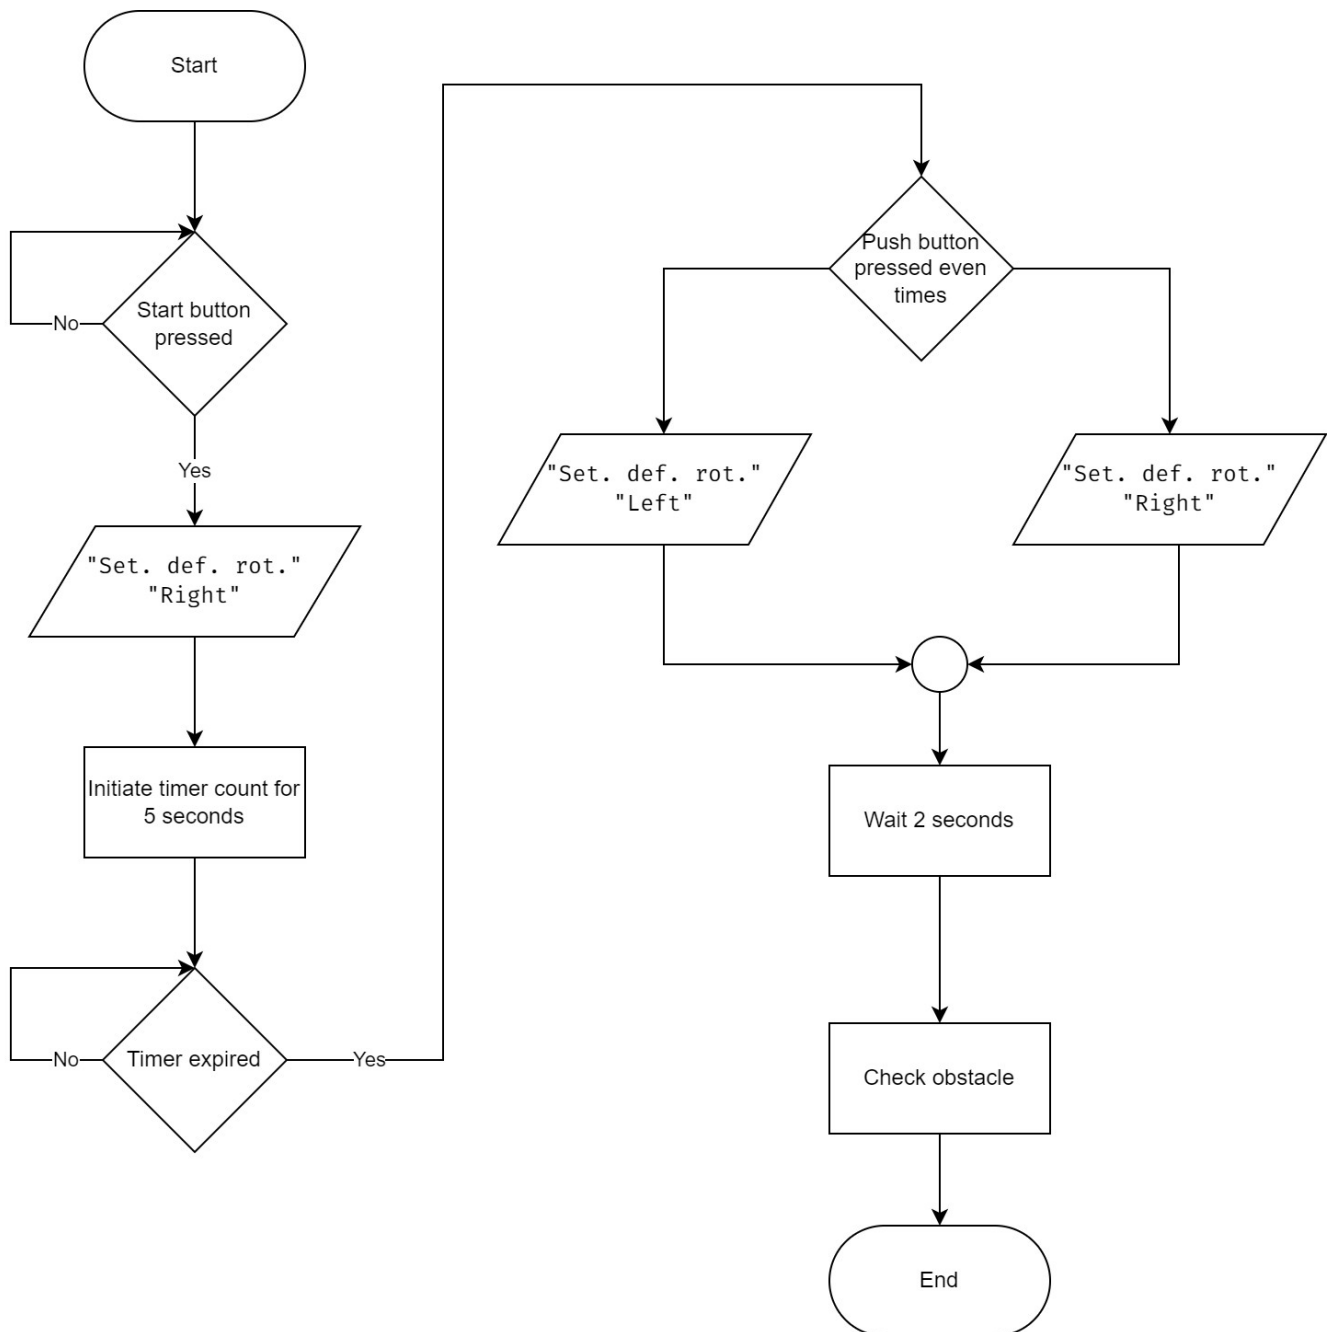 Start
Start button
pressed
No
Yes
"Set. def. rot."
"Right"
Initiate timer count for
5 seconds
Timer expired
No
Yes
Push button
pressed even
times
"Set. def. rot."
"Left"
"Set. def. rot."
"Right"
Wait 2 seconds
Check obstacle
End